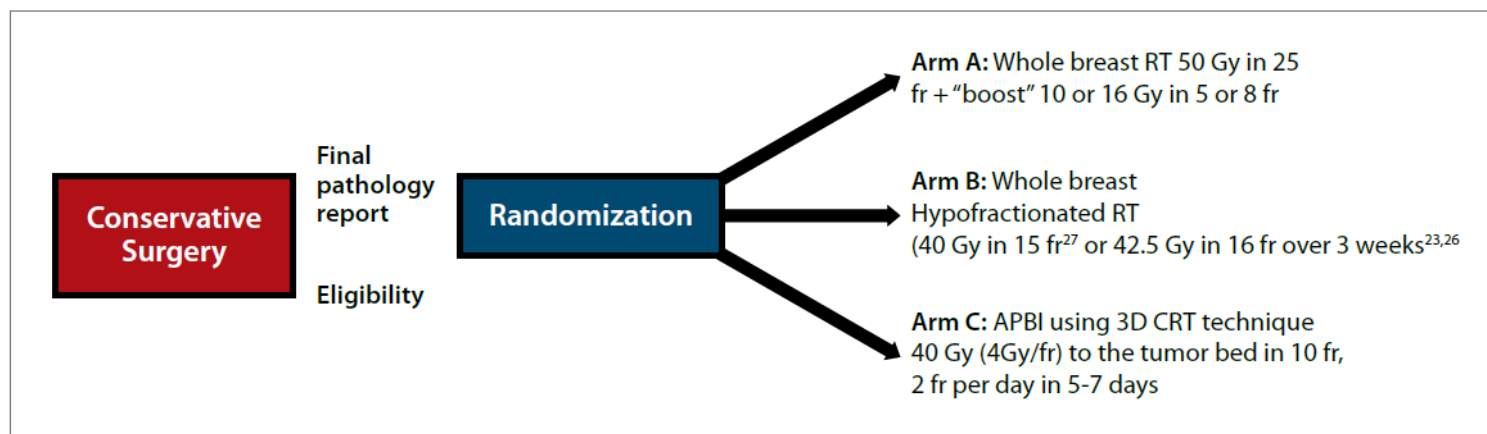 Conservative
Surgery
Final
pathology
report
Eligibility
Randomization
Arm A: Whole breast RT 50 Gy in 25
fr + “boost” 10 or 16 Gy in 5 or 8 fr
Arm B: Whole breast
Hypofractionated RT
(40 Gy in 15 fr27 or 42.5 Gy in 16 fr over 3 weeks23,26
Arm C: APBI using 3D CRT technique
40 Gy (4Gy/fr) to the tumor bed in 10 fr,
2 fr per day in 5-7 days